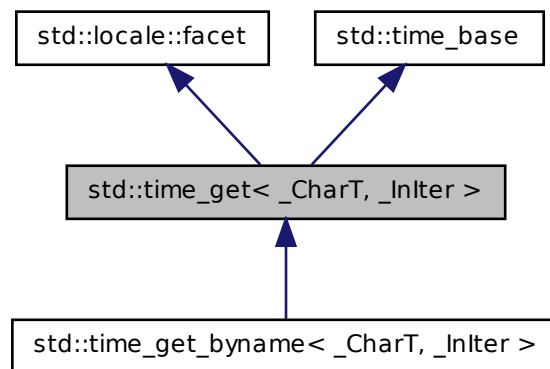 std::locale::facet
std::time_base
std::time_get< _CharT, _InIter >
std::time_get_byname< _CharT, _InIter >